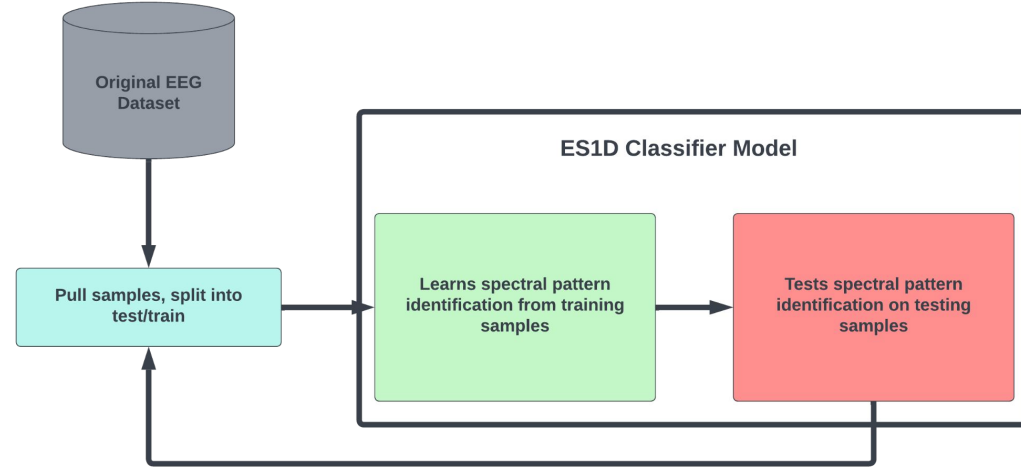 Original EEG
Dataset
ES1D Classifier Model
Pull samples, split into
test/train
Learns spectral pattern
identification from training
samples
Tests spectral pattern
identification on testing
samples